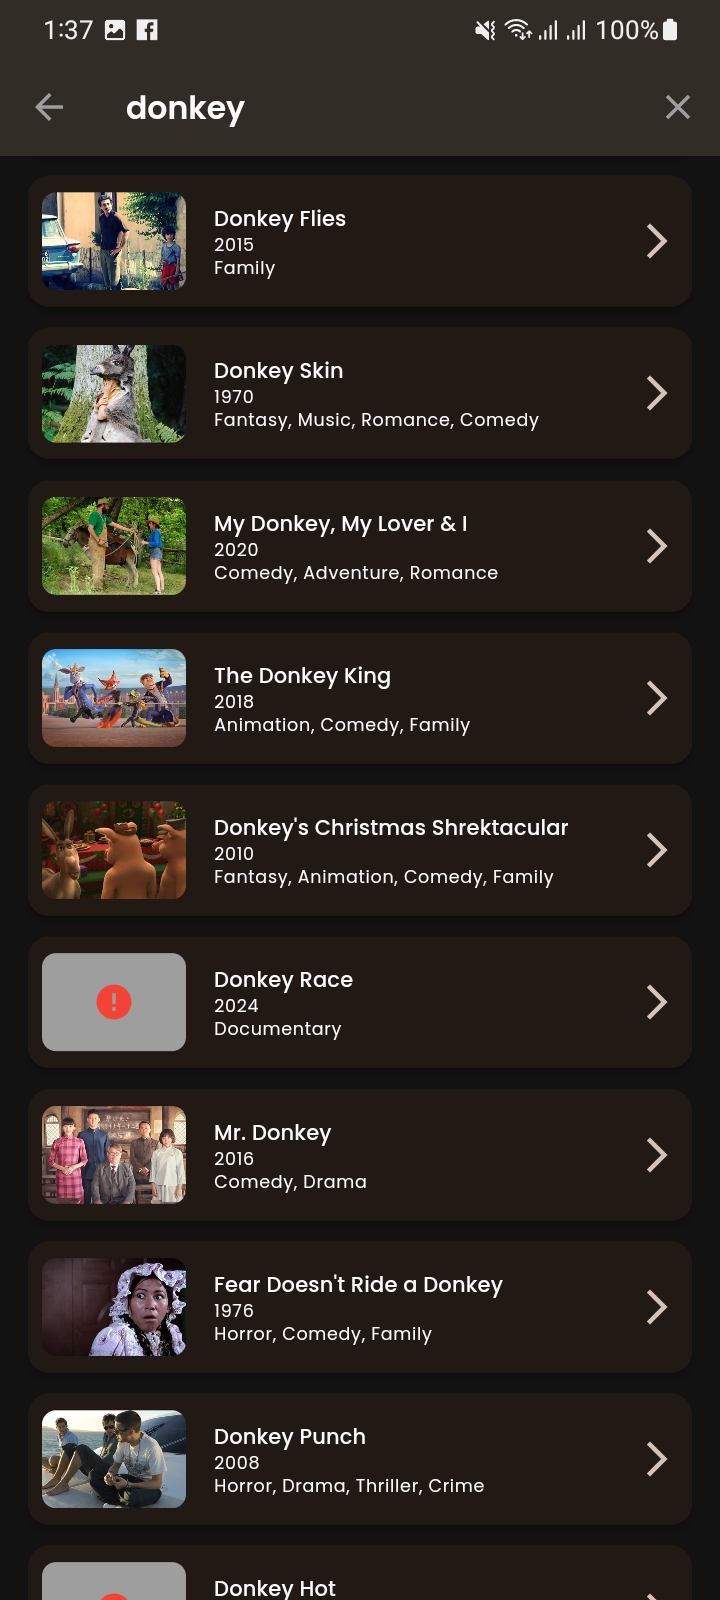 1:37 100%
donkey
Donkey Flies
2015
Family
Donkey Skin
1970
Fantasy, Music, Romance, Comedy
My Donkey, My Lover & I
2020
Comedy, Adventure, Romance
The Donkey King
2018
Animation, Comedy, Family
Donkey's Christmas Shrektacular
2010
Fantasy, Animation, Comedy, Family
Donkey Race
2024
Documentary
Mr. Donkey
2016
Comedy, Drama
Fear Doesn't Ride a Donkey
1976
Horror, Comedy, Family
Donkey Punch
2008
Horror, Drama, Thriller, Crime
Donkey Hot